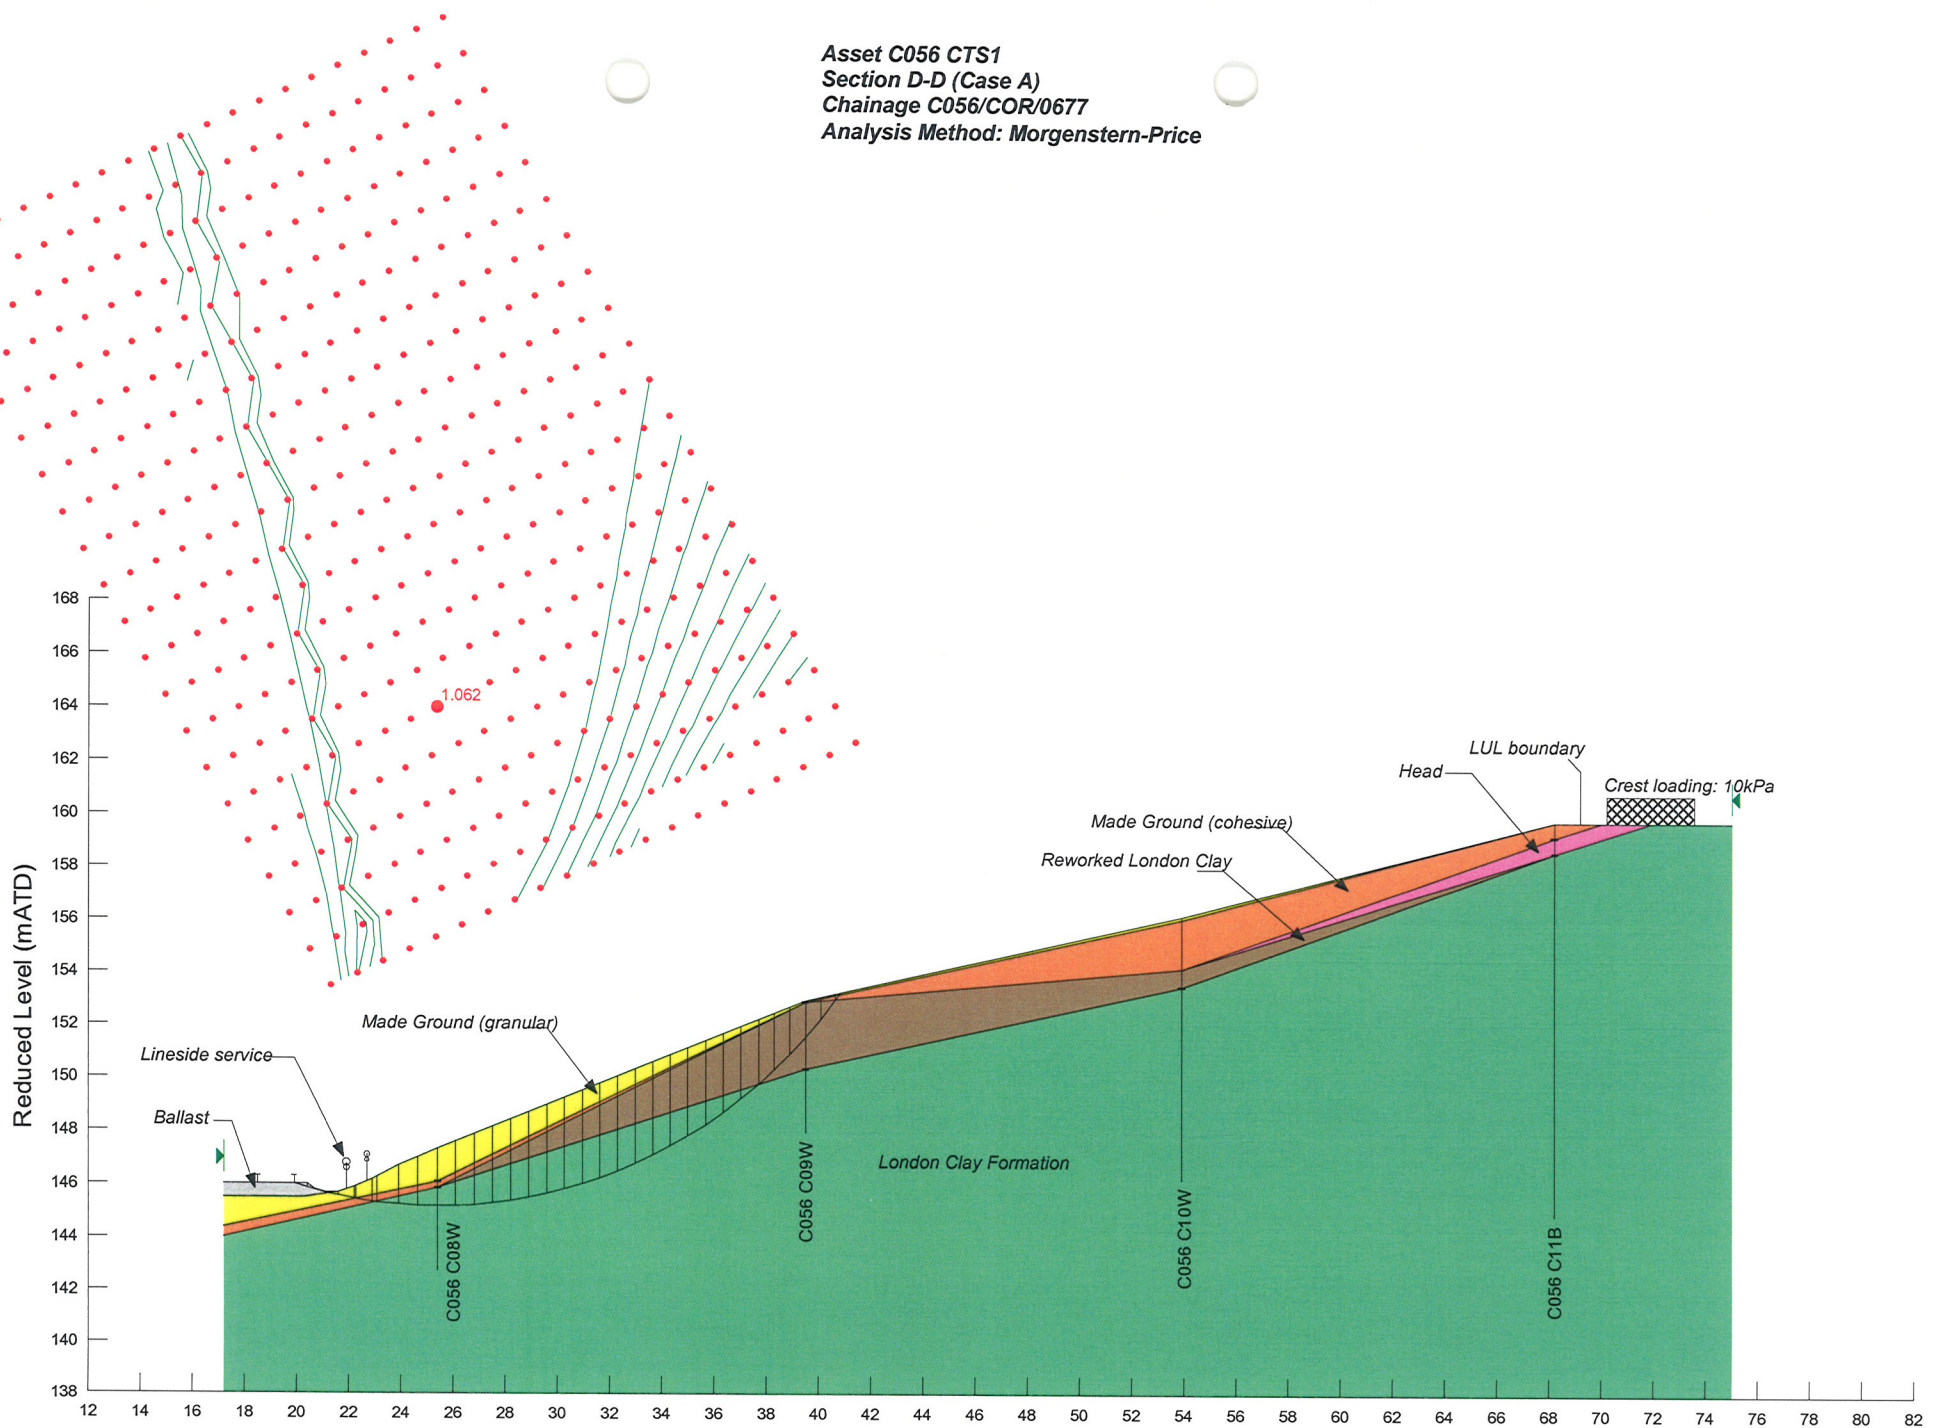 Asset C056 CTS1
Section D-D (Case A)
Chainage C056/COR/0677
Analysis Method: Morgenstern-Price
1.062
LUL boundary
Head
Crest loading: 10kPa
Made Ground (cohesive)
Reworked London Clay
Made Ground (granular)
Lineside service
Ballast
London Clay Formation
C056 C08W
C056 C09W
C056 C10W
C056 C11B
Reduced Level (mATD)
168
166
164
162
160
158
156
154
152
150
148
146
144
142
140
138
12 14 16 18 20 22 24 26 28 30 32 34 36 38 40 42 44 46 48 50 52 54 56 58 60 62 64 66 68 70 72 74 76 78 80 82